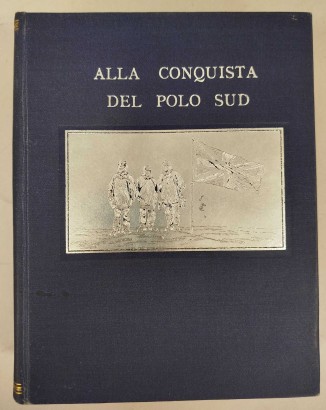 ALLA CONQUISTA
DEL POLO SUD